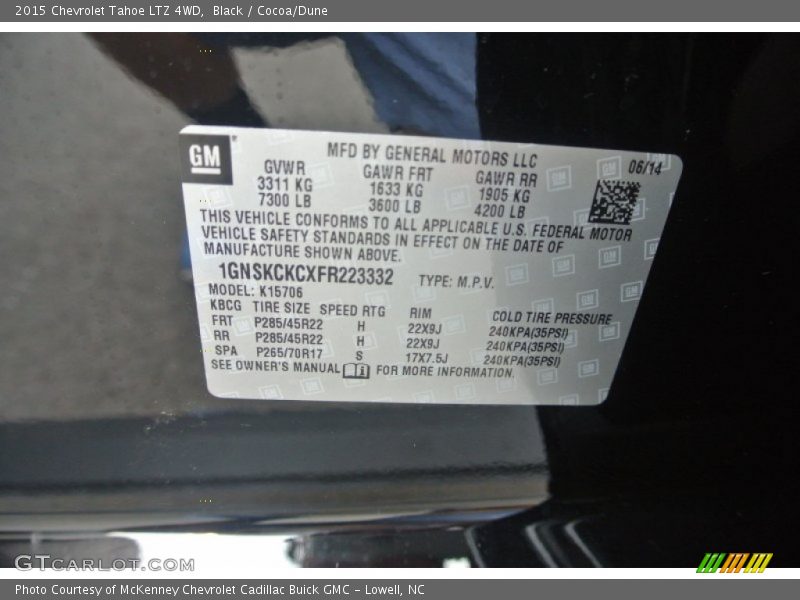 2015 Chevrolet Tahoe LTZ 4WD,  Black / Cocoa/Dune
GM
MFD BY GENERAL MOTORS LLC
06/14
GVWR GAWR FRT GAWR RR
3311 KG 1633 KG 1905 KG
7300 LB 3600 LB 4200 LB
THIS VEHICLE CONFORMS TO ALL APPLICABLE U.S. FEDERAL MOTOR
VEHICLE SAFETY STANDARDS IN EFFECT ON THE DATE OF
MANUFACTURE SHOWN ABOVE.
1GNSKCKCXFR223332 TYPE: M.P.V.
MODEL: K15706
KBCG TIRE SIZE SPEED RTG RIM COLD TIRE PRESSURE
FRT P285/45R22 H 22X9J 240KPA(35PSI)
RR P285/45R22 H 22X9J 240KPA(35PSI)
SPA P265/70R17 S 17X7.5J 240KPA(35PSI)
SEE OWNER'S MANUAL FOR MORE INFORMATION.
GTCARLOT.COM
Photo Courtesy of McKenney Chevrolet Cadillac Buick GMC - Lowell, NC